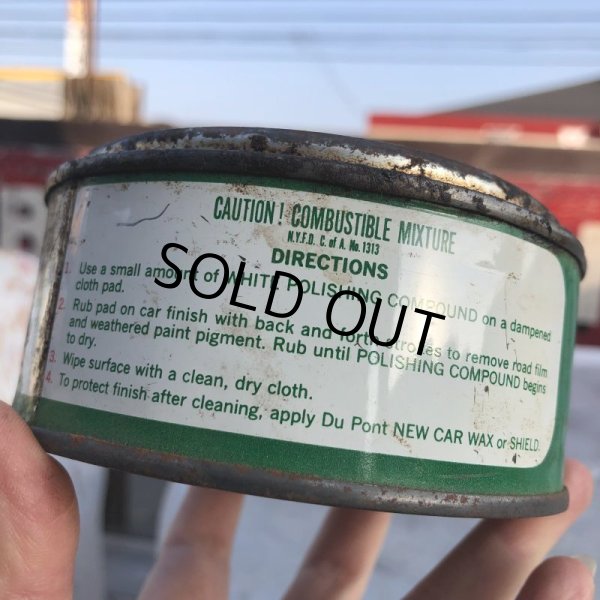 CAUTION! COMBUSTIBLE MIXTURE
N.Y.F.D. C. of A. No. 1313
DIRECTIONS
1. Use a small amount of WHITE POLISHING COMPOUND on a dampened
cloth pad.
2. Rub pad on car finish with back and forth strokes to remove road film
and weathered paint pigment. Rub until POLISHING COMPOUND begins
to dry.
3. Wipe surface with a clean, dry cloth.
4. To protect finish after cleaning, apply Du Pont NEW CAR WAX or SHIELD.
SOLD OUT